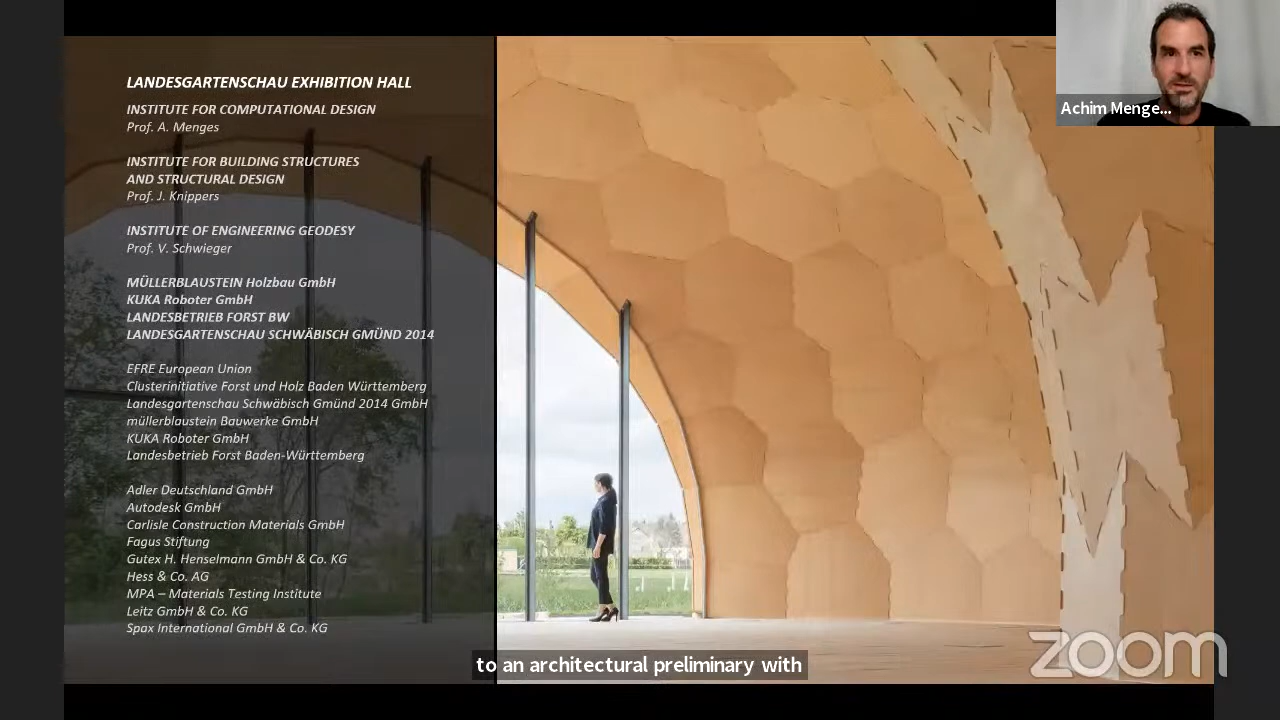 LANDESGARTENSCHAU EXHIBITION HALL
INSTITUTE FOR COMPUTATIONAL DESIGN
Prof. A. Menges
INSTITUTE FOR BUILDING STRUCTURES
AND STRUCTURAL DESIGN
Prof. J. Knippers
INSTITUTE OF ENGINEERING GEODESY
Prof. V. Schwieger
MÜLLERBLAUSTEIN Holzbau GmbH
KUKA Roboter GmbH
LANDESBETRIEB FORST BW
LANDESGARTENSCHAU SCHWÄBISCH GMÜND 2014
EFRE European Union
Clusterinitiative Forst und Holz Baden Württemberg
Landesgartenschau Schwäbisch Gmünd 2014 GmbH
müllerblaustein Bauwerke GmbH
KUKA Roboter GmbH
Landesbetrieb Forst Baden-Württemberg
Adler Deutschland GmbH
Autodesk GmbH
Carlisle Construction Materials GmbH
Fagus Stiftung
Gutex H. Henselmann GmbH & Co. KG
Hess & Co. AG
MPA – Materials Testing Institute
Leitz GmbH & Co. KG
Spax International GmbH & Co. KG
Achim Menge...
to an architectural preliminary with
zoom